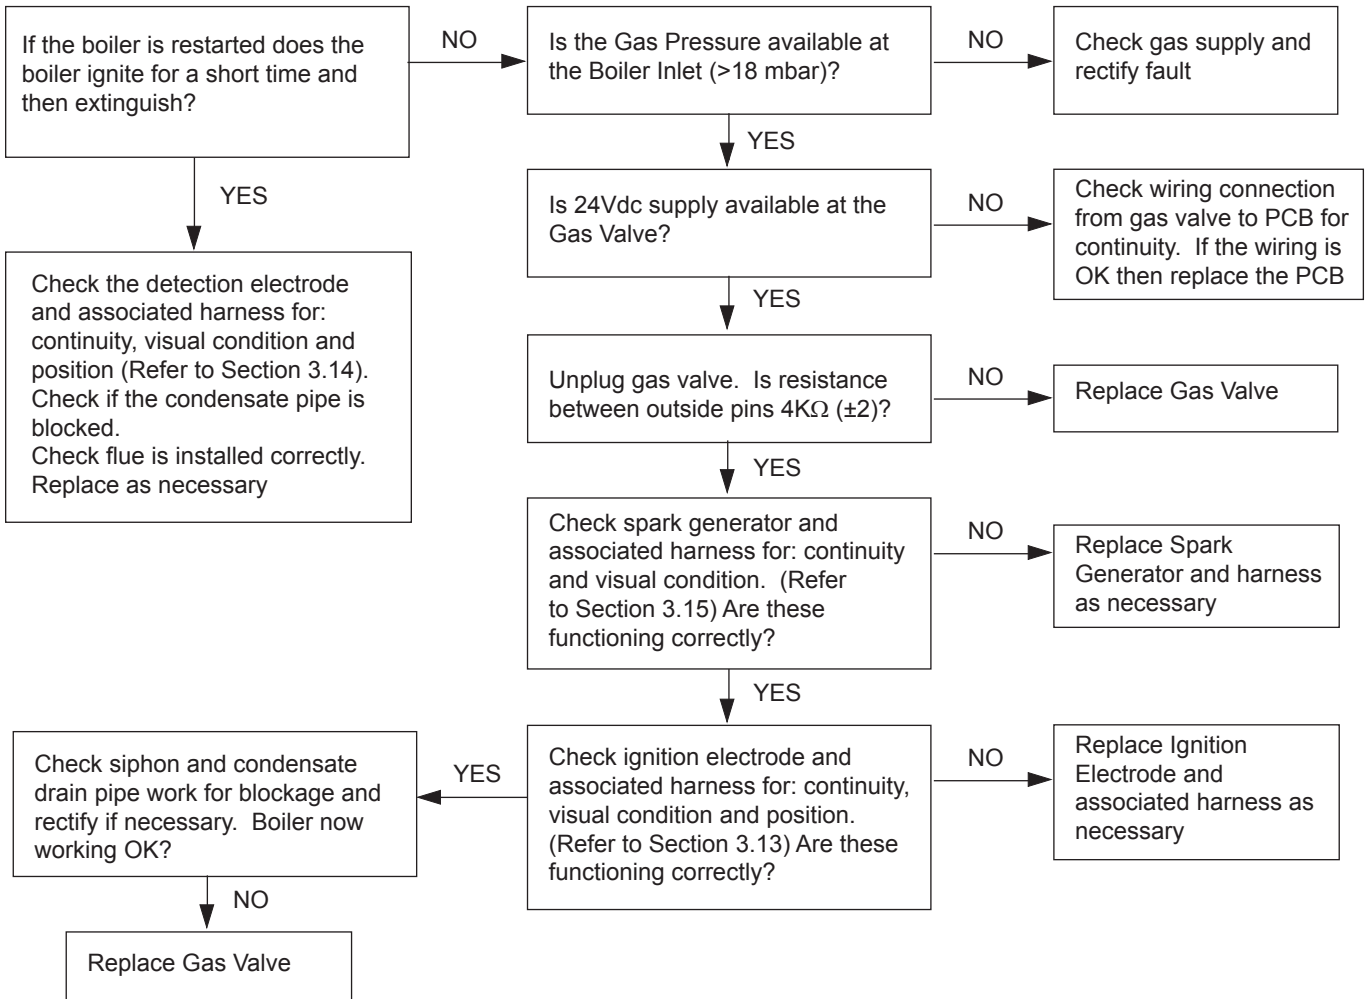 If the boiler is restarted does the
boiler ignite for a short time and
then extinguish?
NO
Is the Gas Pressure available at
the Boiler Inlet (>18 mbar)?
NO
Check gas supply and
rectify fault
YES
YES
Is 24Vdc supply available at the
Gas Valve?
NO
Check wiring connection
from gas valve to PCB for
continuity.  If the wiring is
OK then replace the PCB
Check the detection electrode
and associated harness for:
continuity, visual condition and
position (Refer to Section 3.14).
Check if the condensate pipe is
blocked.
Check flue is installed correctly.
Replace as necessary
YES
Unplug gas valve.  Is resistance
between outside pins 4KΩ (±2)?
NO
Replace Gas Valve
YES
Check spark generator and
associated harness for: continuity
and visual condition.  (Refer
to Section 3.15) Are these
functioning correctly?
NO
Replace Spark
Generator and harness
as necessary
YES
Check ignition electrode and
associated harness for: continuity,
visual condition and position.
(Refer to Section 3.13) Are these
functioning correctly?
NO
Replace Ignition
Electrode and
associated harness as
necessary
YES
Check siphon and condensate
drain pipe work for blockage and
rectify if necessary.  Boiler now
working OK?
NO
Replace Gas Valve